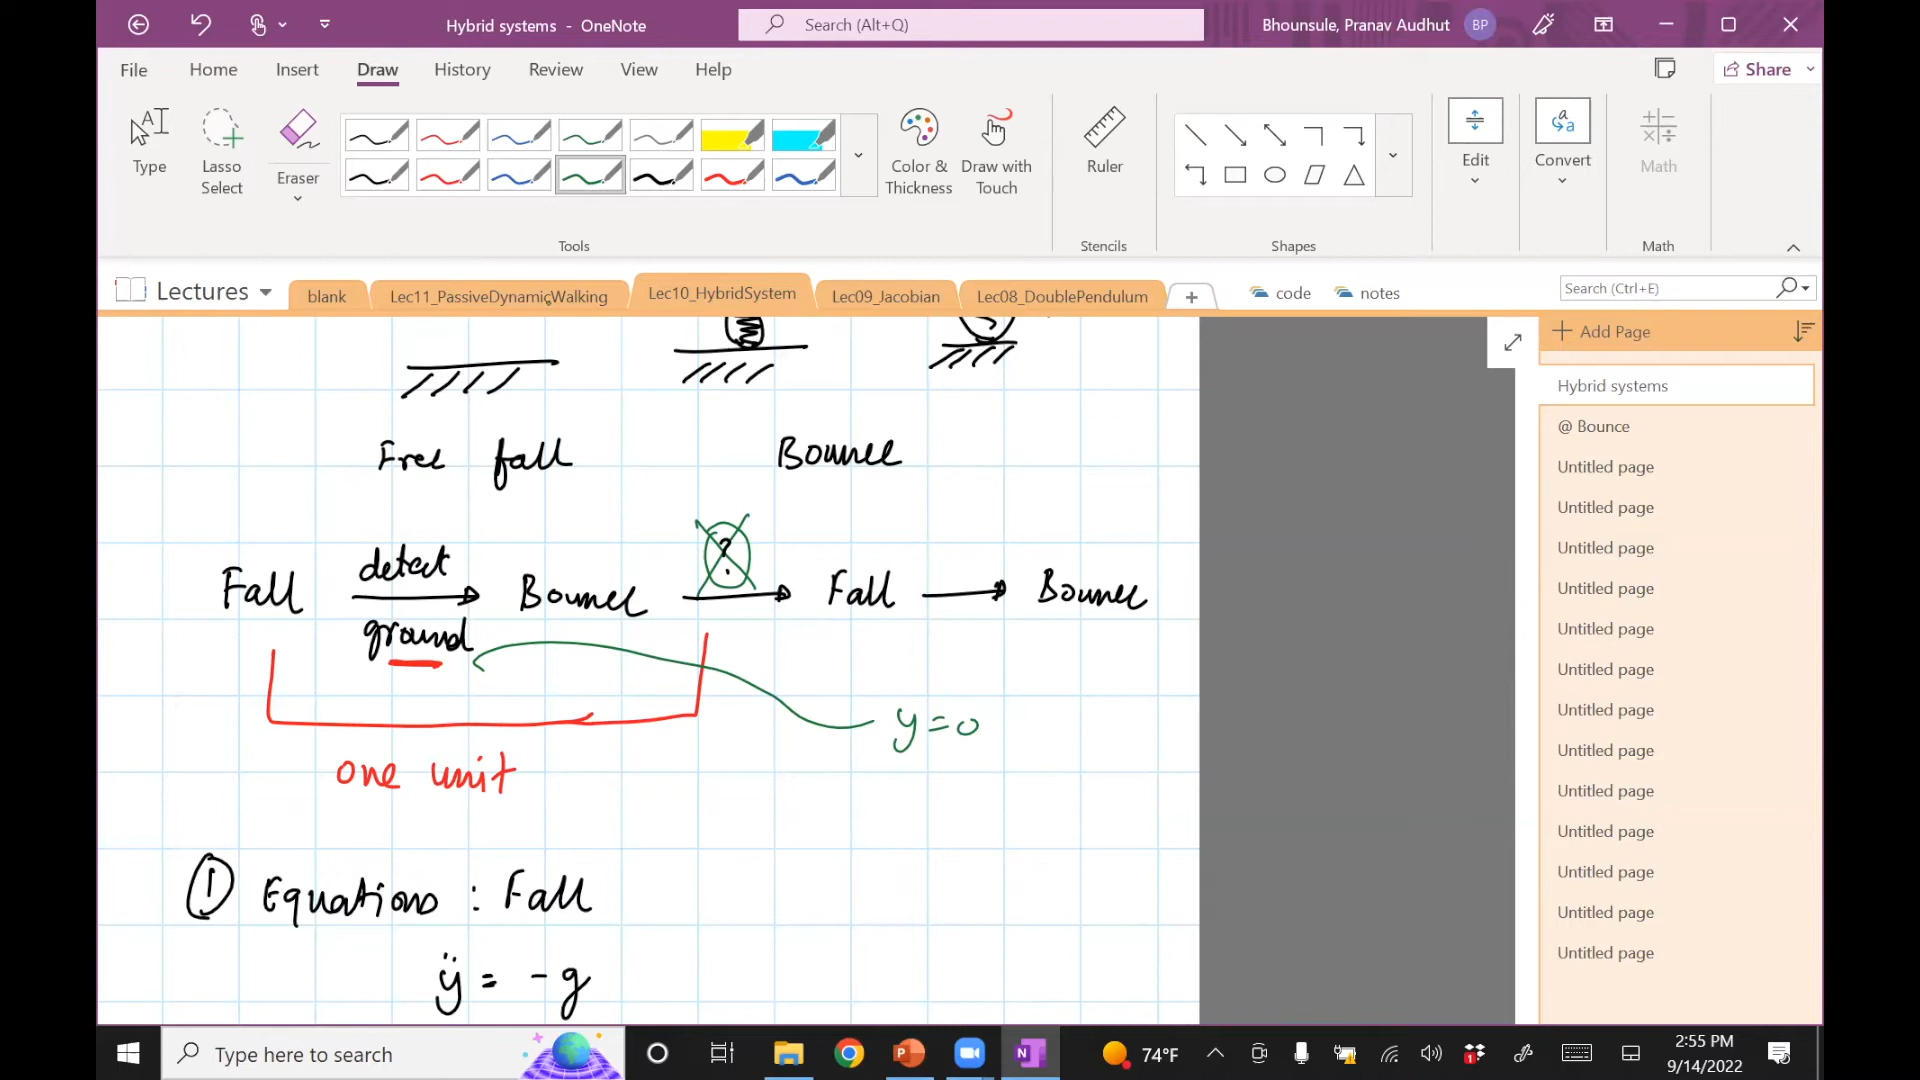 Hybrid systems - OneNote
Search (Alt+Q)
Bhounsule, Pranav Audhut
BP
File Home Insert Draw History Review View Help
Share
Type
Lasso Select
Eraser
Color & Thickness
Draw with Touch
Ruler
Edit
Convert
Math
Tools
Stencils
Shapes
Math
Lectures
blank
Lec11_PassiveDynamicWalking
Lec10_HybridSystem
Lec09_Jacobian
Lec08_DoublePendulum
code
notes
Search (Ctrl+E)
Add Page
Hybrid systems
@ Bounce
Untitled page
Untitled page
Untitled page
Untitled page
Untitled page
Untitled page
Untitled page
Untitled page
Untitled page
Untitled page
Untitled page
Untitled page
Untitled page
Free fall
Bounce
?
Fall detect ground Bounce Fall Bounce
y = 0
one unit
① Equations : Fall
ÿ = - g
Type here to search
74°F
1
2:55 PM
9/14/2022